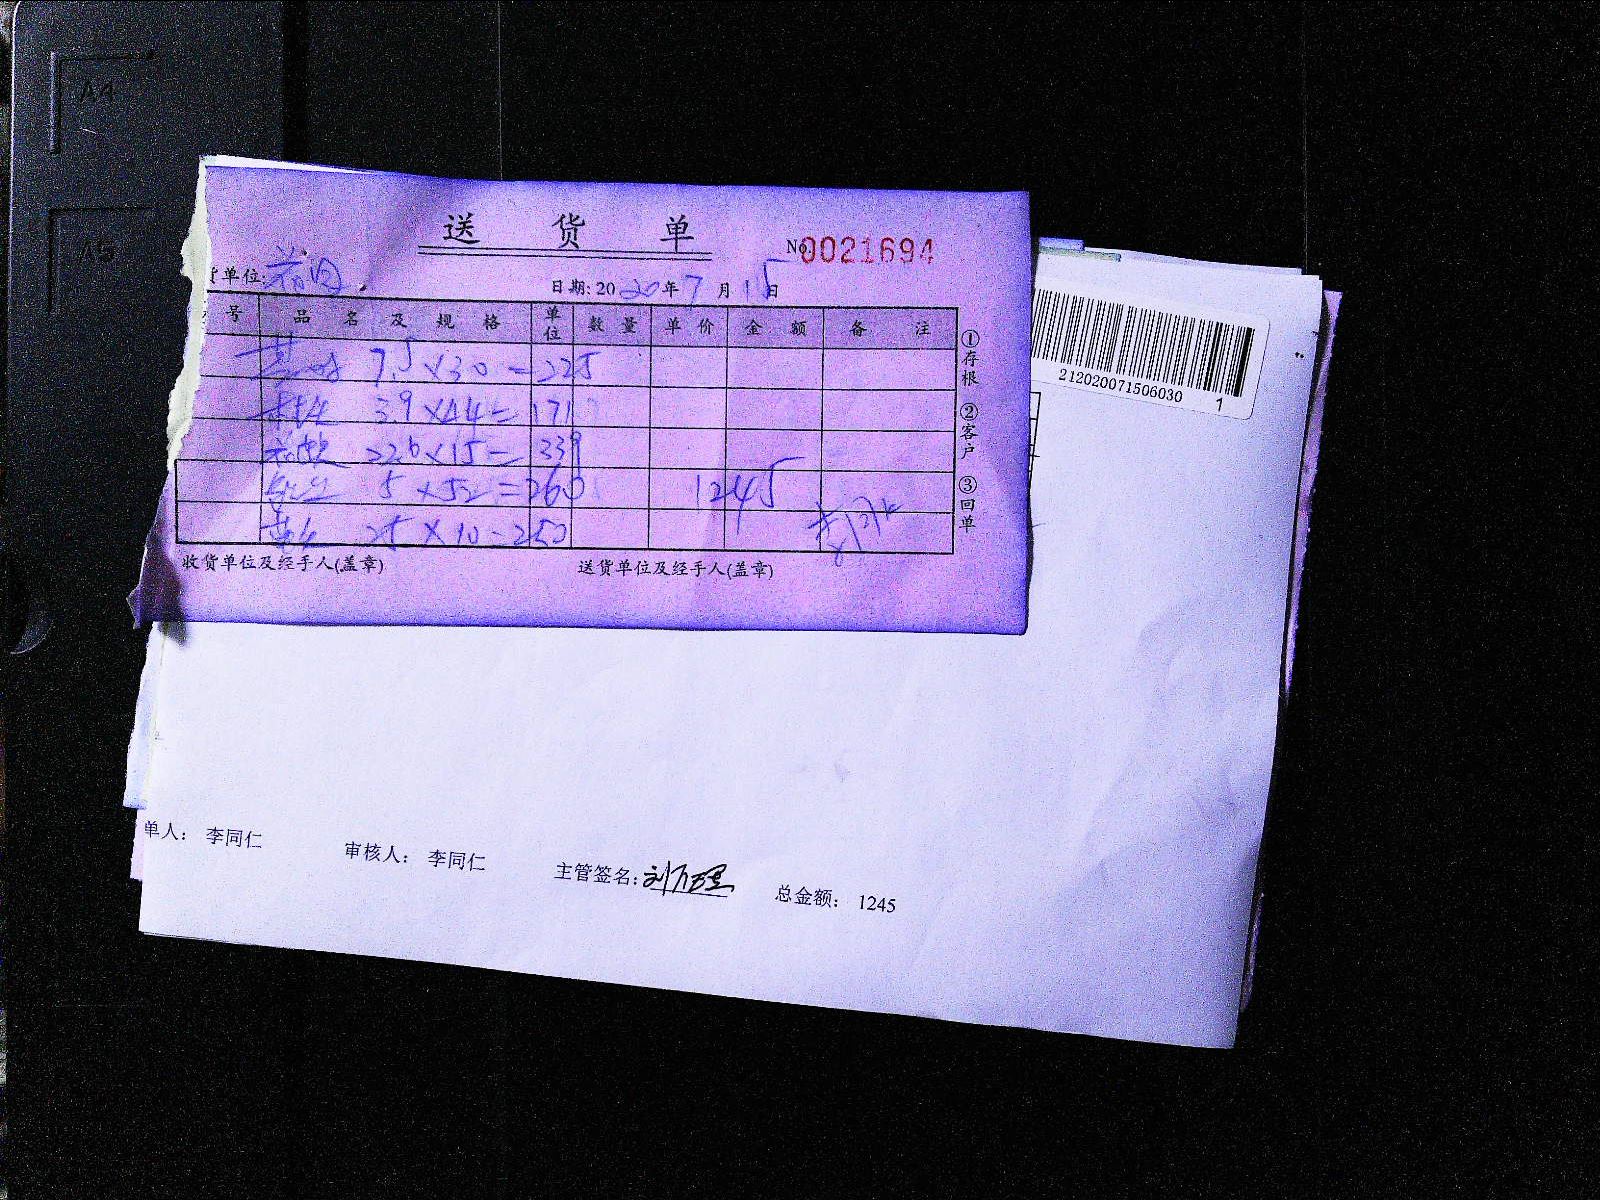 A4
A5
送 货 单
№0021694
货单位:
日期: 2020年7月15日
号 品名及规格 单位 数量 单价 金额 备注
7.5×30=225
3.9×44=171
22.6×15=339
5×52=260
1245
25×10=250
①存根 ②客户 ③回单
收货单位及经手人(盖章) 送货单位及经手人(盖章)
212020071506030 1
单人: 李同仁 审核人: 李同仁 主管签名: 总金额: 1245